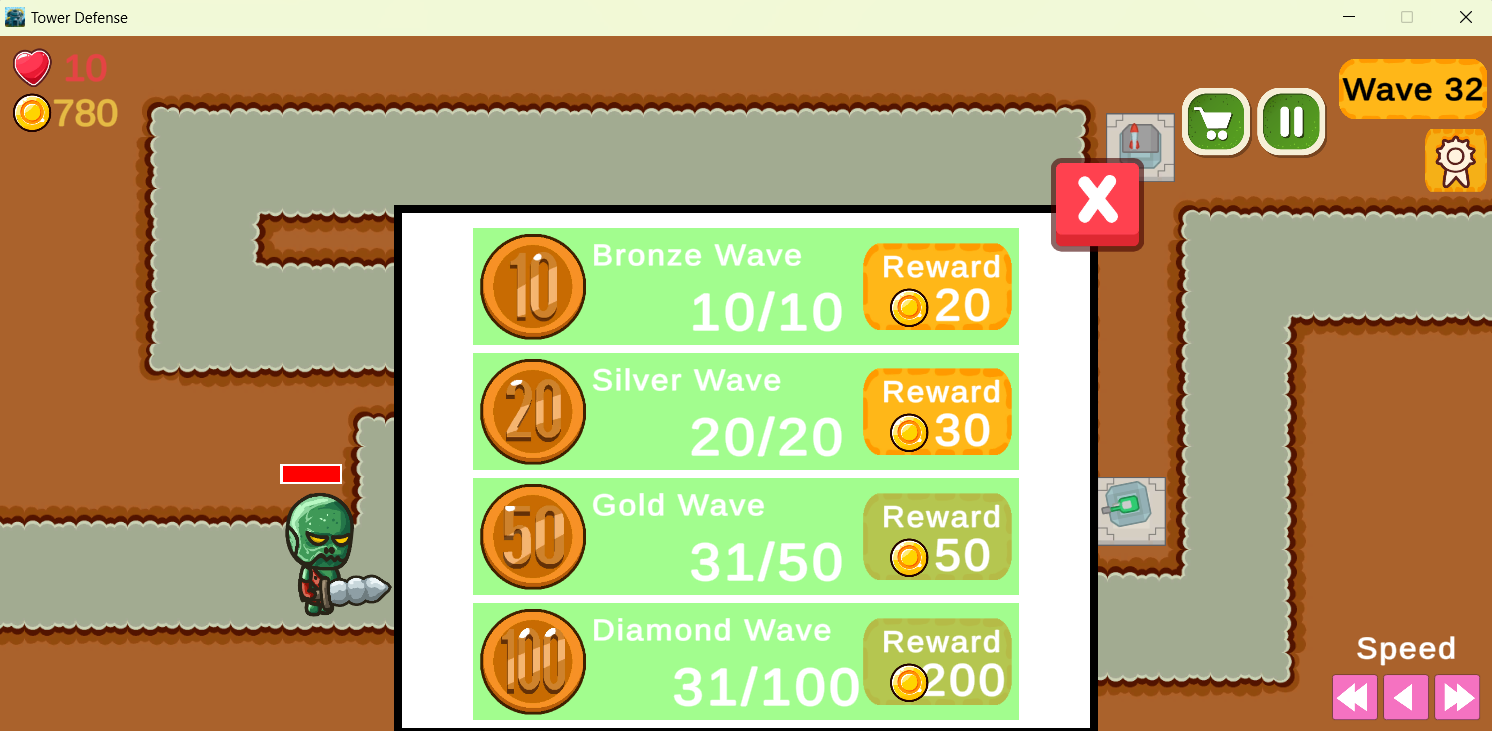 Tower Defense
10
780
Wave 32
10
Bronze Wave
10/10
Reward
20
20
Silver Wave
20/20
Reward
30
50
Gold Wave
31/50
Reward
50
100
Diamond Wave
31/100
Reward
200
Speed